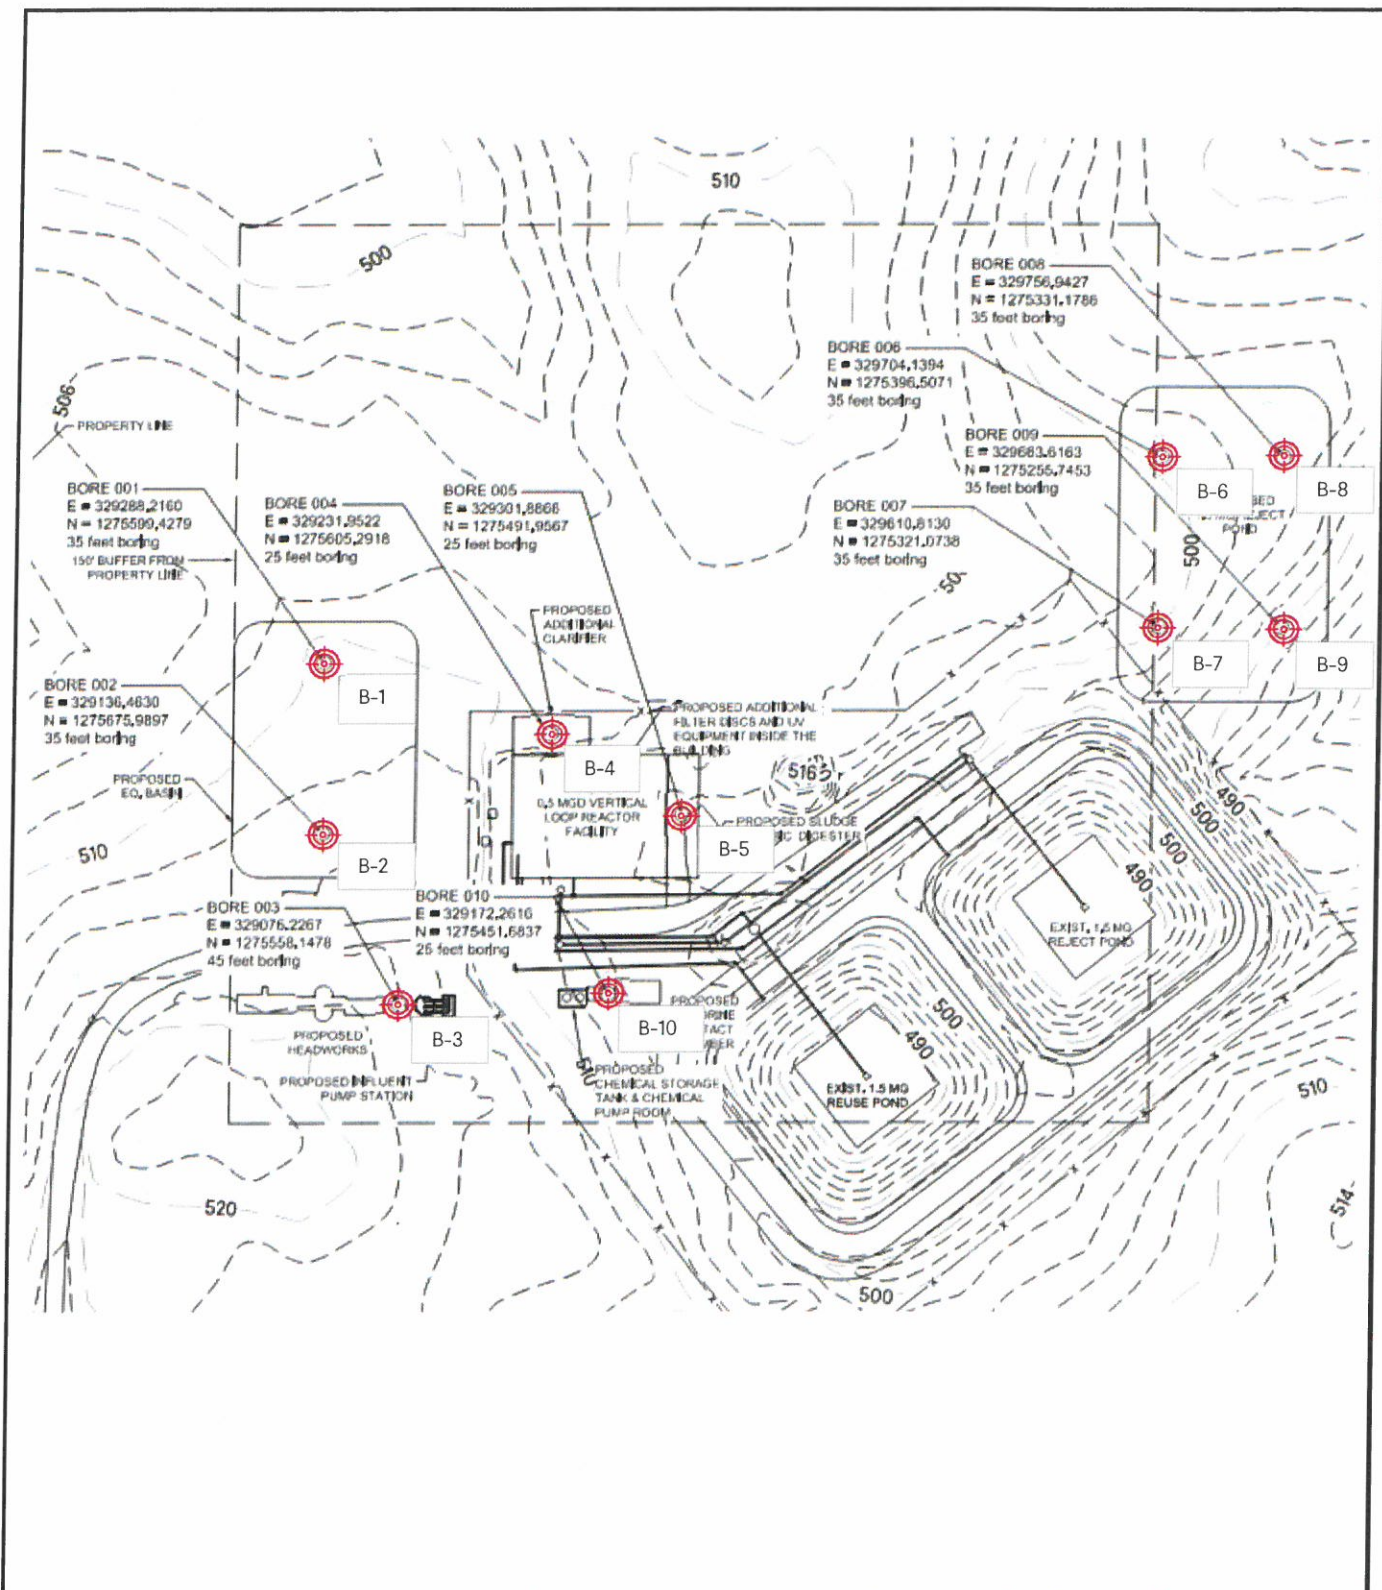 510
500
BORE 008
E = 329756.9427
N = 1275331.1786
35 feet boring
BORE 006
E = 329704.1394
N = 1275396.5071
35 feet boring
506
PROPERTY LINE
BORE 009
E = 329683.6163
N = 1275255.7453
35 feet boring
BORE 001
E = 329288.2160
N = 1275599.4279
35 feet boring
BORE 004
E = 329231.9522
N = 1275605.2918
25 feet boring
BORE 005
E = 329301.8866
N = 1275491.9567
25 feet boring
BORE 007
E = 329610.8130
N = 1275321.0738
35 feet boring
B-6
B-8
POND
500
150' BUFFER FROM
PROPERTY LINE
PROPOSED
ADDITIONAL
CLARIFIER
B-7
B-9
BORE 002
E = 329136.4630
N = 1275675.9897
35 feet boring
B-1
PROPOSED ADDITIONAL
FILTER DISCS AND UV
EQUIPMENT INSIDE THE
BUILDING
B-4
516
PROPOSED
EQ. BASIN
0.5 MGD VERTICAL
LOOP REACTOR
FACILITY
PROPOSED SLUDGE
DIGESTER
B-5
490
500
500
490
510
B-2
BORE 003
E = 329076.2267
N = 1275558.1478
45 feet boring
BORE 010
E = 329172.2616
N = 1275451.6837
25 feet boring
EXIST. 1.5 MG
REJECT POND
500
490
PROPOSED
HEADWORKS
B-3
B-10
PROPOSED
PROPOSED INFLUENT
PUMP STATION
510
PROPOSED
CHEMICAL STORAGE
TANK & CHEMICAL
PUMP ROOM
EXIST. 1.5 MG
REUSE POND
510
520
514
500